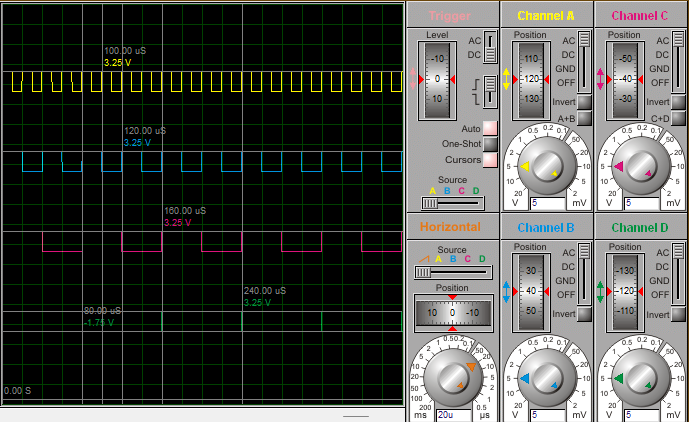 100.00 uS
3.25 V
120.00 uS
3.25 V
160.00 uS
3.25 V
240.00 uS
3.25 V
80.00 uS
-1.75 V
0.00 S
Trigger
Level
-10
0
10
AC
DC
Auto
One-Shot
Cursors
Source
A B C D
Channel A
Position
110
120
130
AC
DC
GND
OFF
Invert
A+B
0.5 0.2 0.1
1 50
2 20
5 10
10 5
20 2
V 5 mV
Channel C
Position
-50
-40
-30
AC
DC
GND
OFF
Invert
C+D
0.5 0.2 0.1
1 50
2 20
5 10
10 5
20 2
V 5 mV
Horizontal
Source
A B C D
Position
10 0 -10
1 0.5 0.2 0.1
2 50
5 20
10 10
20 5
50 2
100 1
200 0.5
ms 20u µs
Channel B
Position
30
40
50
AC
DC
GND
OFF
Invert
0.5 0.2 0.1
1 50
2 20
5 10
10 5
20 2
V 5 mV
Channel D
Position
-130
-120
-110
AC
DC
GND
OFF
Invert
0.5 0.2 0.1
1 50
2 20
5 10
10 5
20 2
V 5 mV